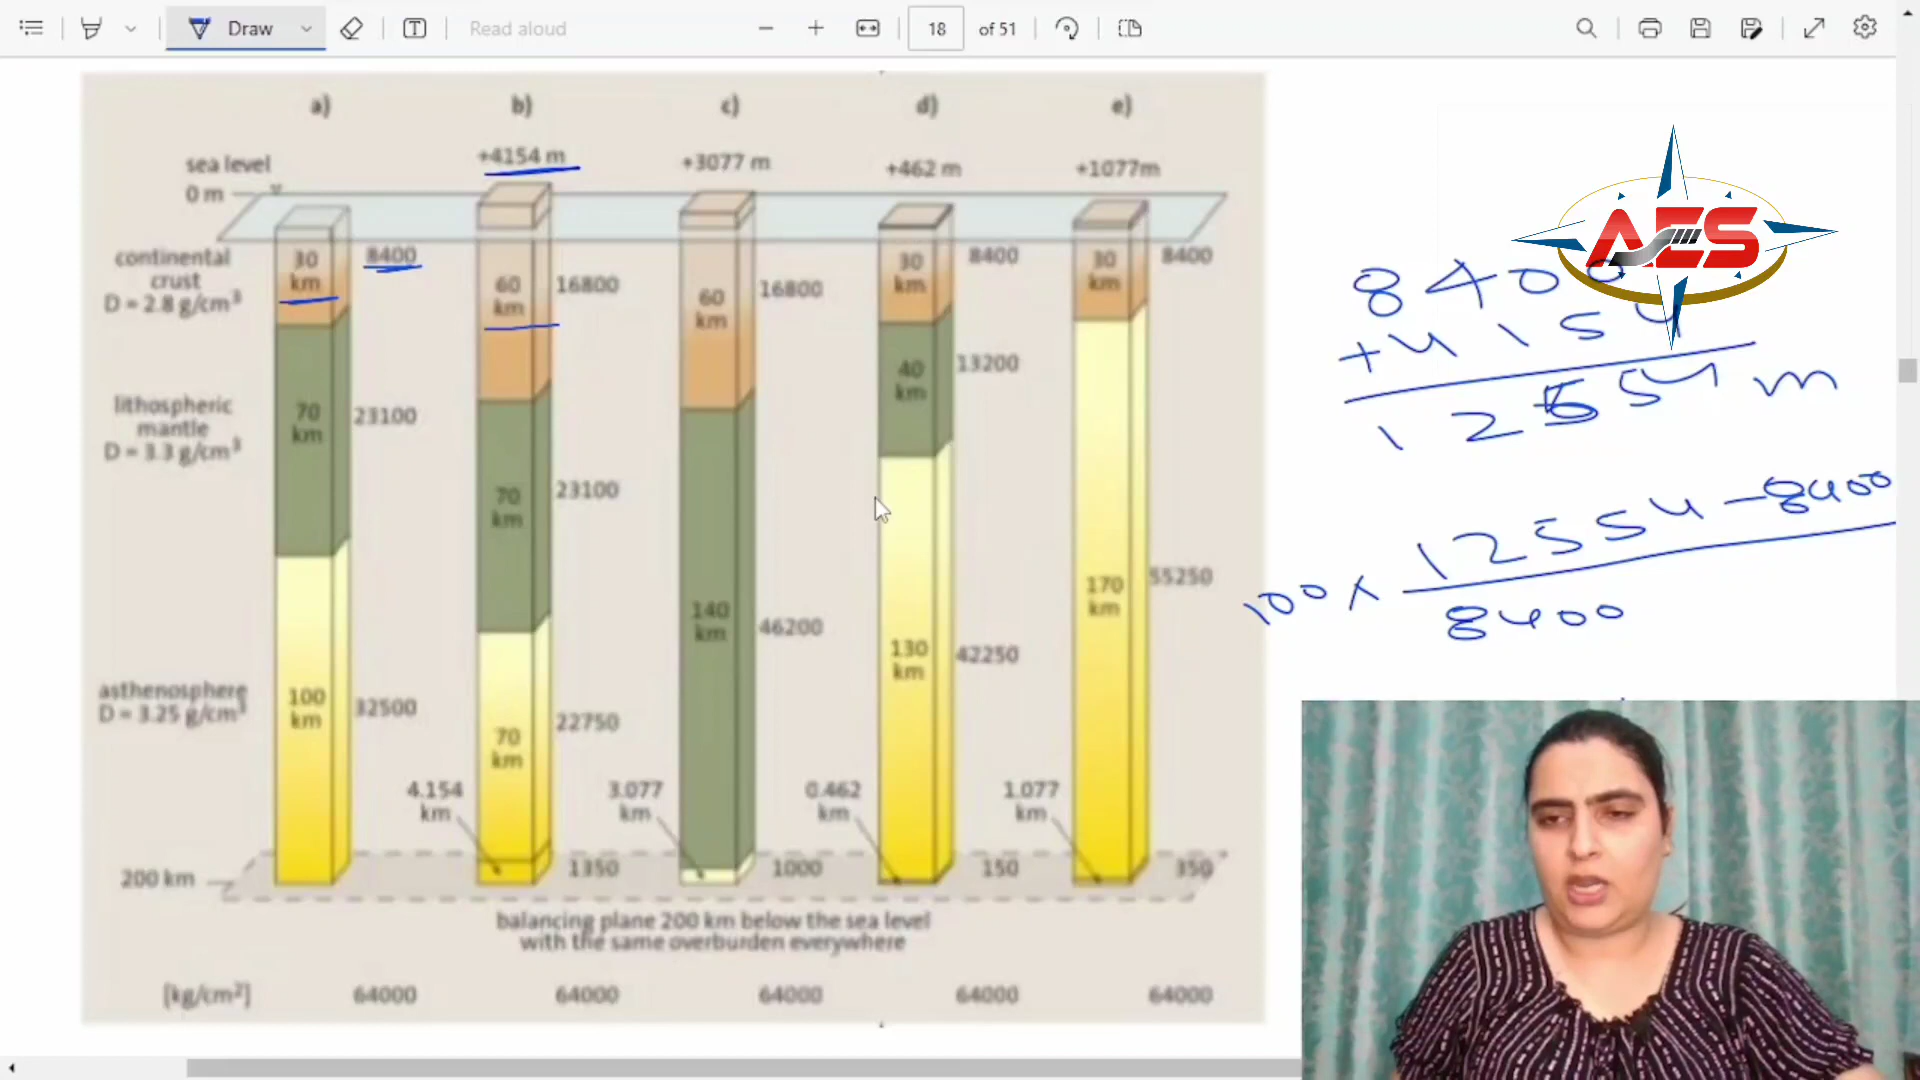 Draw
Read aloud
18 of 51
a) b) c) d) e)
sea level
0 m
+4154 m
+3077 m
+462 m
+1077m
continental
crust
D = 2.8 g/cm³
30
km
8400
60
km
16800
60
km
16800
30
km
8400
30
km
8400
lithospheric
mantle
D = 3.3 g/cm³
70
km
23100
70
km
23100
140
km
46200
40
km
13200
asthenosphere
D = 3.25 g/cm³
100
km
32500
70
km
22750
130
km
42250
170
km
55250
4.154
km
3.077
km
0.462
km
1.077
km
200 km
1350
1000
150
350
balancing plane 200 km below the sea level
with the same overburden everywhere
[kg/cm²] 64000 64000 64000 64000 64000
AES
8400
+4154
12554 m
100 x 12554 - 8400
8400